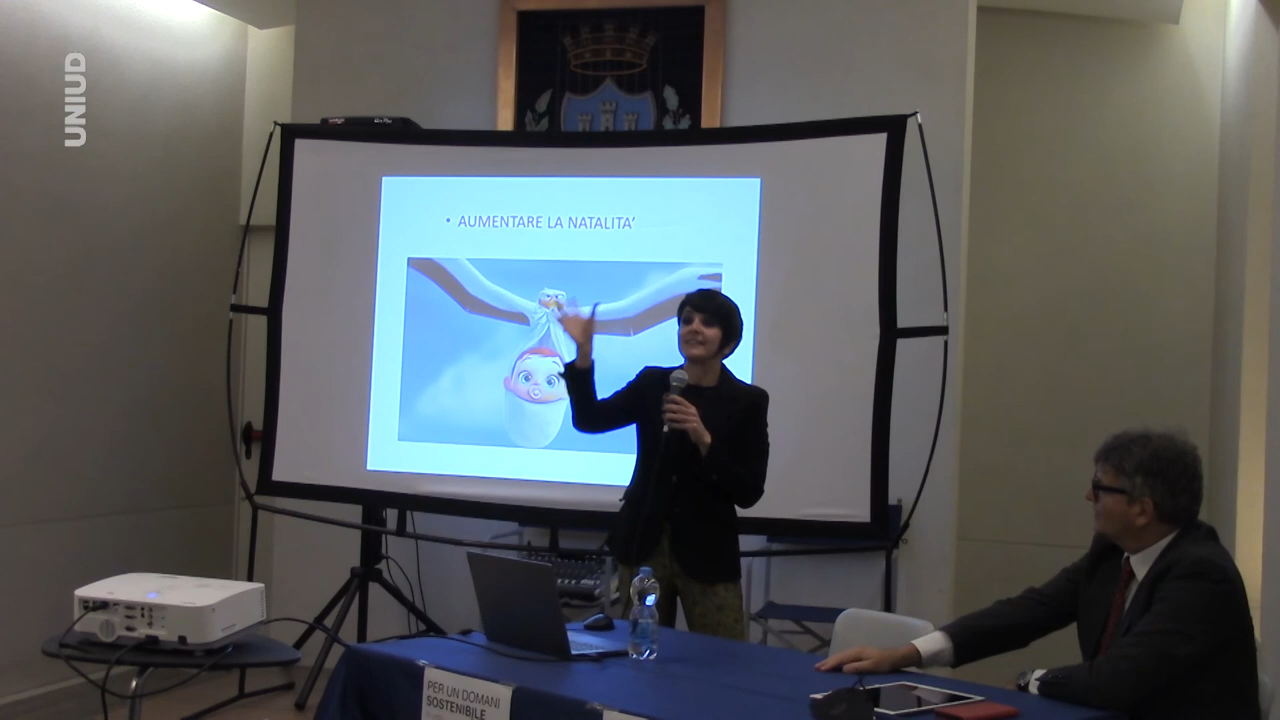 UNIUD
• AUMENTARE LA NATALITA’
PER UN DOMANI
SOSTENIBILE